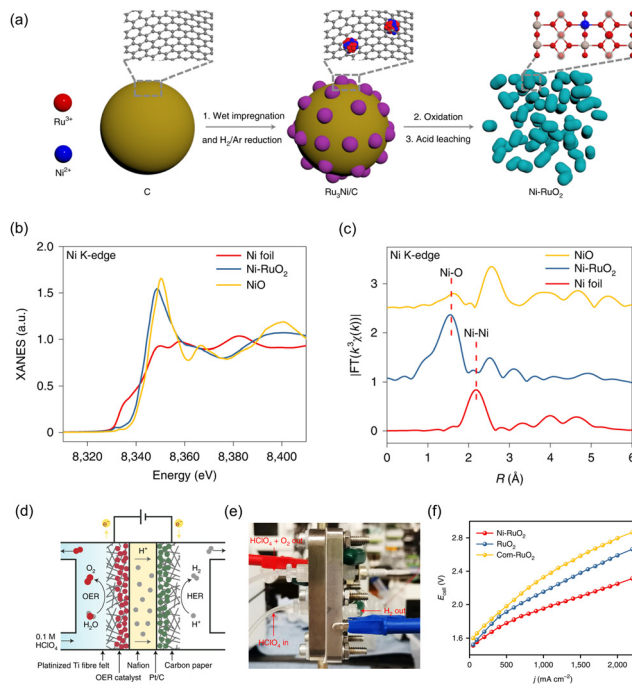 (a)
Ru³⁺
Ni²⁺
C
1. Wet impregnation
and H₂/Ar reduction
Ru₃Ni/C
2. Oxidation
3. Acid leaching
Ni-RuO₂
(b)
Ni K-edge
Ni foil
Ni-RuO₂
NiO
XANES (a.u.)
2.0
1.5
1.0
0.5
0
8,320
8,340
8,360
8,380
8,400
Energy (eV)
(c)
Ni K-edge
NiO
Ni-RuO₂
Ni foil
Ni-O
Ni-Ni
|FT(k³χ(k)|
3
2
1
0
0
1
2
3
4
5
6
R (Å)
(d)
e⁻
e⁻
H⁺
O₂
OER
H₂O
H₂
HER
H⁺
0.1 M
HClO₄
Platinized Ti fibre felt
Nafion
Carbon paper
OER catalyst
Pt/C
(e)
HClO₄ + O₂ out
H₂ out
HClO₄ in
(f)
Ni-RuO₂
RuO₂
Com-RuO₂
E_cell (V)
2.8
2.4
2.0
1.6
0
500
1,000
1,500
2,000
j (mA cm⁻²)